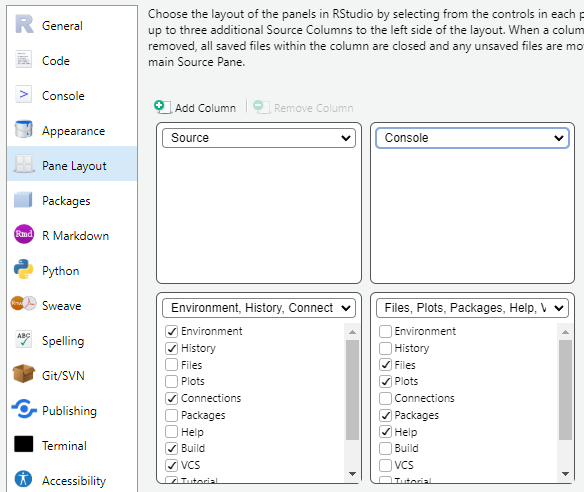 Choose the layout of the panels in RStudio by selecting from the controls in each
up to three additional Source Columns to the left side of the layout. When a colum
removed, all saved files within the column are closed and any unsaved files are mo
main Source Pane.
General
Code
Console
Appearance
Pane Layout
Packages
R Markdown
Python
Sweave
Spelling
Git/SVN
Publishing
Terminal
Accessibility
R
Rmd
ABC
Add Column
Remove Column
Source
Console
Environment, History, Connect
Environment
History
Files
Plots
Connections
Packages
Help
Build
VCS
Tutorial
Files, Plots, Packages, Help, V
Environment
History
Files
Plots
Connections
Packages
Help
Build
VCS
Tutorial